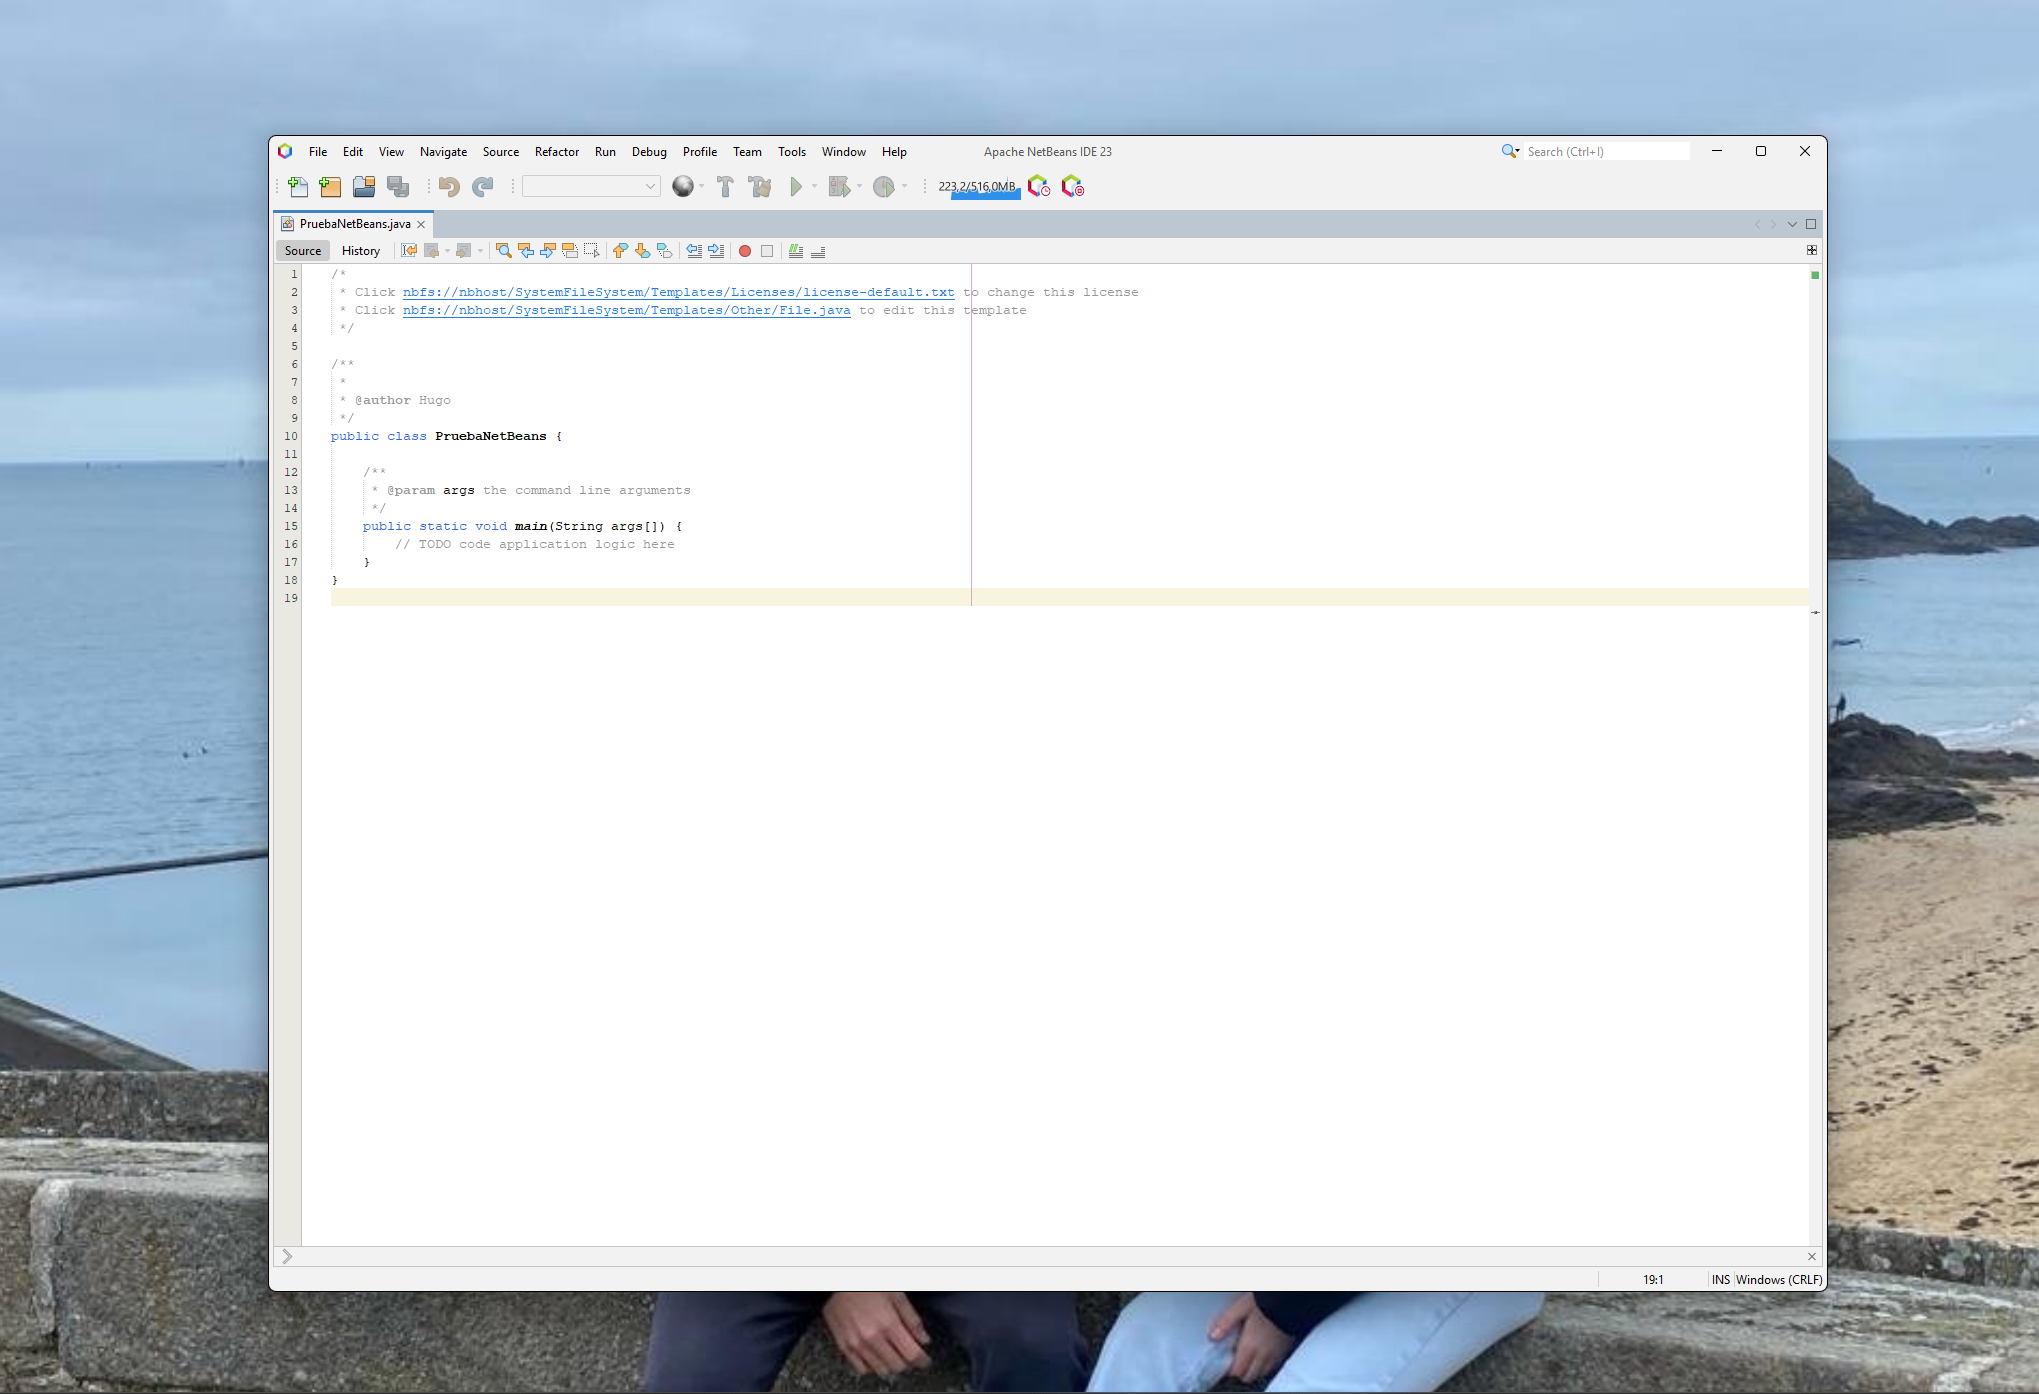 File Edit View Navigate Source Refactor Run Debug Profile Team Tools Window Help Apache NetBeans IDE 23 Search (Ctrl+I)
223,2/516,0MB
PruebaNetBeans.java
Source History
1 /*
2 * Click nbfs://nbhost/SystemFileSystem/Templates/Licenses/license-default.txt to change this license
3 * Click nbfs://nbhost/SystemFileSystem/Templates/Other/File.java to edit this template
4 */
5
6 /**
7 *
8 * @author Hugo
9 */
10 public class PruebaNetBeans {
11
12 /**
13 * @param args the command line arguments
14 */
15 public static void main(String args[]) {
16 // TODO code application logic here
17 }
18 }
19
19:1 INS Windows (CRLF)